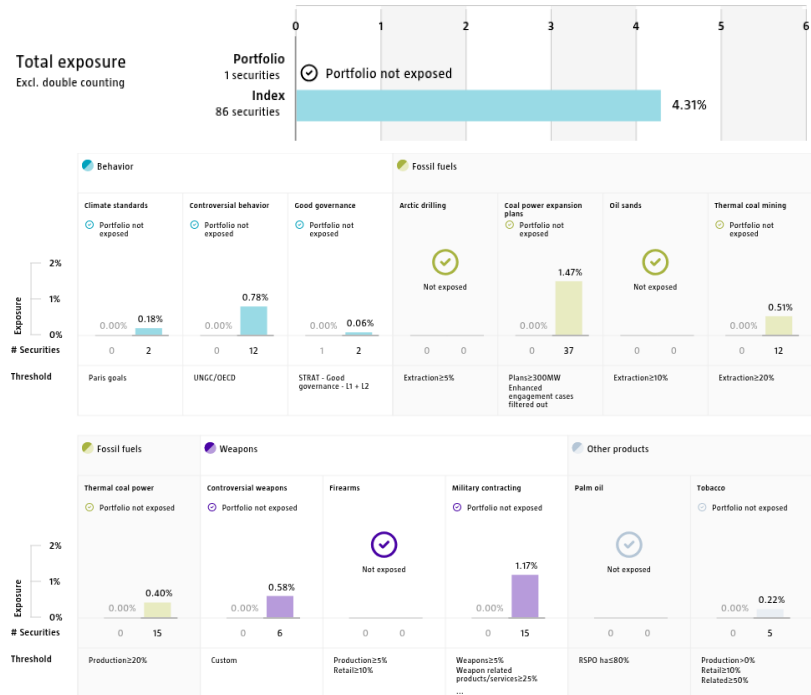 0 1 2 3 4 5 6
Total exposure
Excl. double counting
Portfolio
1 securities
Portfolio not exposed
Index
86 securities
4.31%
Behavior
Fossil fuels
Climate standards
Portfolio not
exposed
Controversial behavior
Portfolio not
exposed
Good governance
Portfolio not
exposed
Arctic drilling
Not exposed
Coal power expansion
plans
Portfolio not
exposed
Oil sands
Not exposed
Thermal coal mining
Portfolio not
exposed
Exposure
2%
1%
0%
0.00% 0.18%
0.00% 0.78%
0.00% 0.06%
0.00% 1.47%
0.00% 0.51%
# Securities
0 2
0 12
1 2
0 0
0 37
0 0
0 12
Threshold
Paris goals
UNGC/OECD
STRAT - Good
governance - L1 + L2
Extraction≥5%
Plans≥300MW
Enhanced
engagement cases
filtered out
Extraction≥10%
Extraction≥20%
Fossil fuels
Weapons
Other products
Thermal coal power
Portfolio not exposed
Controversial weapons
Portfolio not exposed
Firearms
Not exposed
Military contracting
Portfolio not exposed
Palm oil
Not exposed
Tobacco
Portfolio not exposed
Exposure
2%
1%
0%
0.00% 0.40%
0.00% 0.58%
0.00% 1.17%
0.00% 0.22%
# Securities
0 15
0 6
0 0
0 15
0 0
0 5
Threshold
Production≥20%
Custom
Production≥5%
Retail≥10%
Weapons≥5%
Weapon related
products/services≥25%
...
RSPO ha≤80%
Production>0%
Retail≥10%
Related≥50%